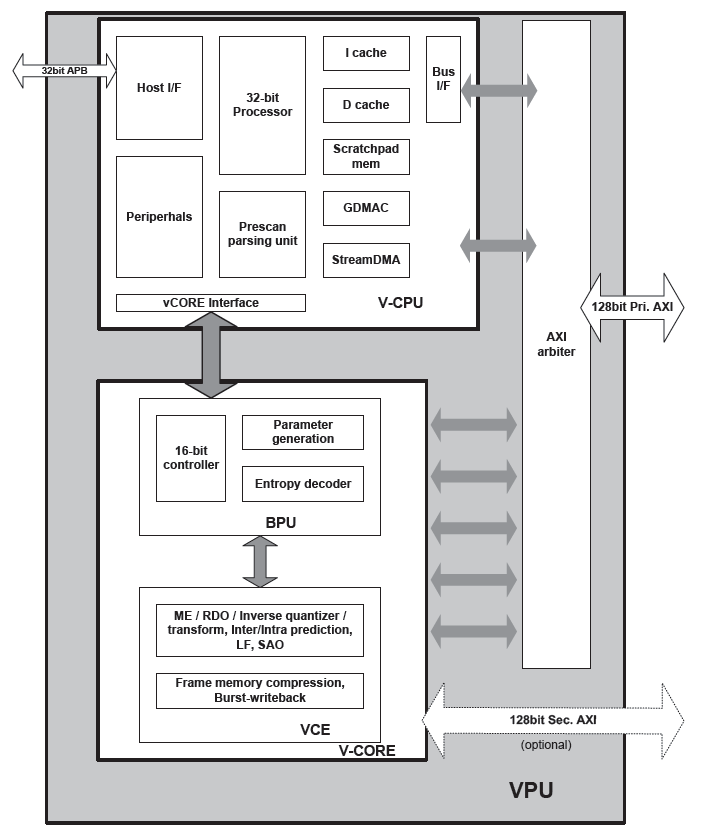 32bit APB
Host I/F
32-bit
Processor
I cache
Bus
I/F
D cache
Scratchpad
mem
Periperhals
Prescan
parsing unit
GDMAC
StreamDMA
vCORE Interface
V-CPU
128bit Pri. AXI
AXI
arbiter
16-bit
controller
Parameter
generation
Entropy decoder
BPU
ME / RDO / Inverse quantizer /
transform, Inter/Intra prediction,
LF, SAO
Frame memory compression,
Burst-writeback
VCE
V-CORE
128bit Sec. AXI
(optional)
VPU